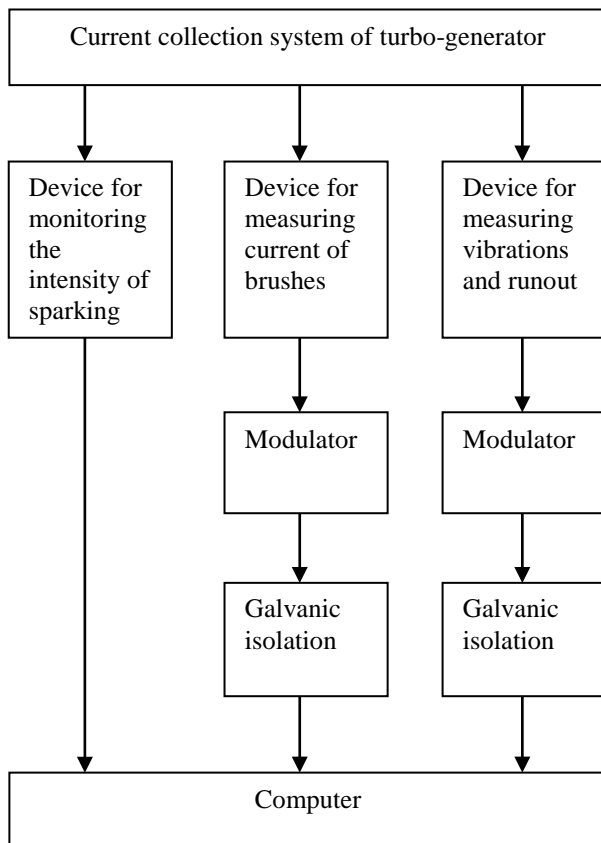 Current collection system of turbo-generator
Device for
monitoring
the
intensity of
sparking
Device for
measuring
current of
brushes
Device for
measuring
vibrations
and runout
Modulator
Modulator
Galvanic
isolation
Galvanic
isolation
Computer